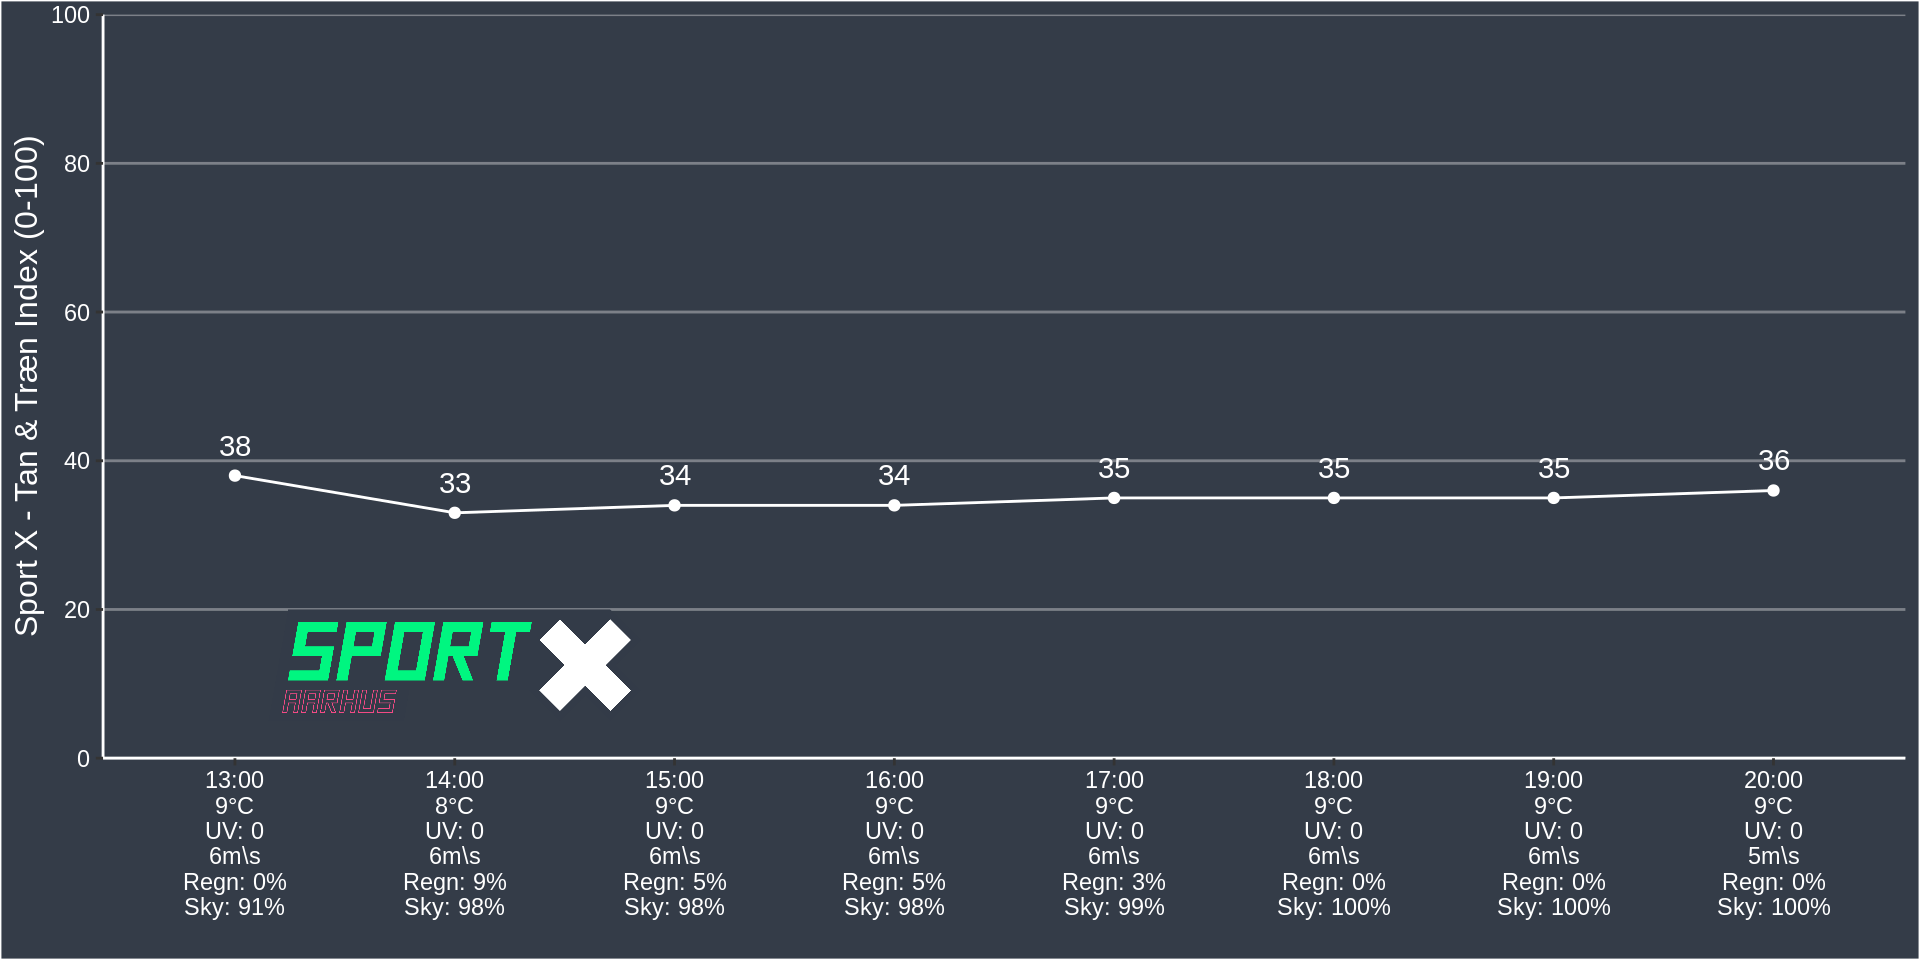 Sport X - Tan & Træn Index (0-100)
100
80
60
40
20
0
38
33
34
34
35
35
35
36
SPORT X
AARHUS
13:00
9°C
UV: 0
6m\s
Regn: 0%
Sky: 91%
14:00
8°C
UV: 0
6m\s
Regn: 9%
Sky: 98%
15:00
9°C
UV: 0
6m\s
Regn: 5%
Sky: 98%
16:00
9°C
UV: 0
6m\s
Regn: 5%
Sky: 98%
17:00
9°C
UV: 0
6m\s
Regn: 3%
Sky: 99%
18:00
9°C
UV: 0
6m\s
Regn: 0%
Sky: 100%
19:00
9°C
UV: 0
6m\s
Regn: 0%
Sky: 100%
20:00
9°C
UV: 0
5m\s
Regn: 0%
Sky: 100%